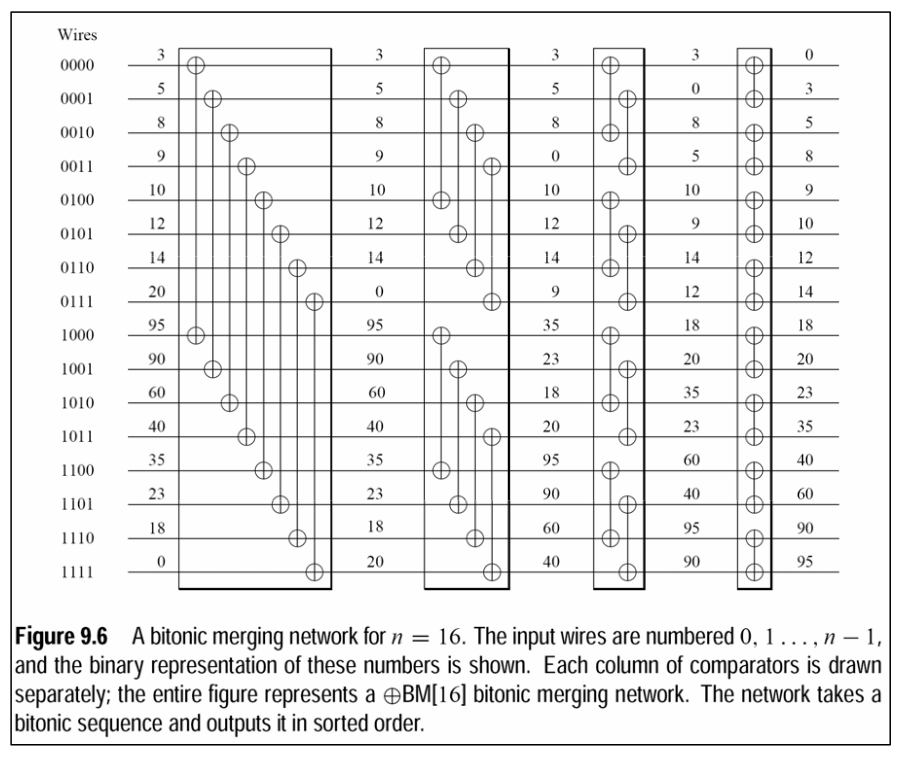 Wires
0000 3 3 3 3 0
0001 5 5 5 0 3
0010 8 8 8 8 5
0011 9 9 0 5 8
0100 10 10 10 10 9
0101 12 12 12 9 10
0110 14 14 14 14 12
0111 20 0 9 12 14
1000 95 95 35 18 18
1001 90 90 23 20 20
1010 60 60 18 35 23
1011 40 40 20 23 35
1100 35 35 95 60 40
1101 23 23 90 40 60
1110 18 18 60 95 90
1111 0 20 40 90 95
Figure 9.6 A bitonic merging network for n = 16. The input wires are numbered 0, 1 . . . , n − 1,
and the binary representation of these numbers is shown. Each column of comparators is drawn
separately; the entire figure represents a ⊕BM[16] bitonic merging network. The network takes a
bitonic sequence and outputs it in sorted order.